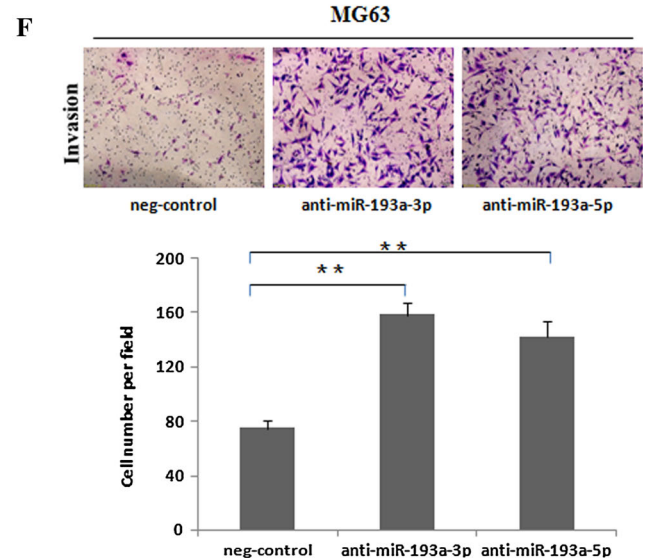 F
MG63
Invasion
neg-control anti-miR-193a-3p anti-miR-193a-5p
200
160
120
80
40
0
Cell number per field
**
**
neg-control anti-miR-193a-3p anti-miR-193a-5p